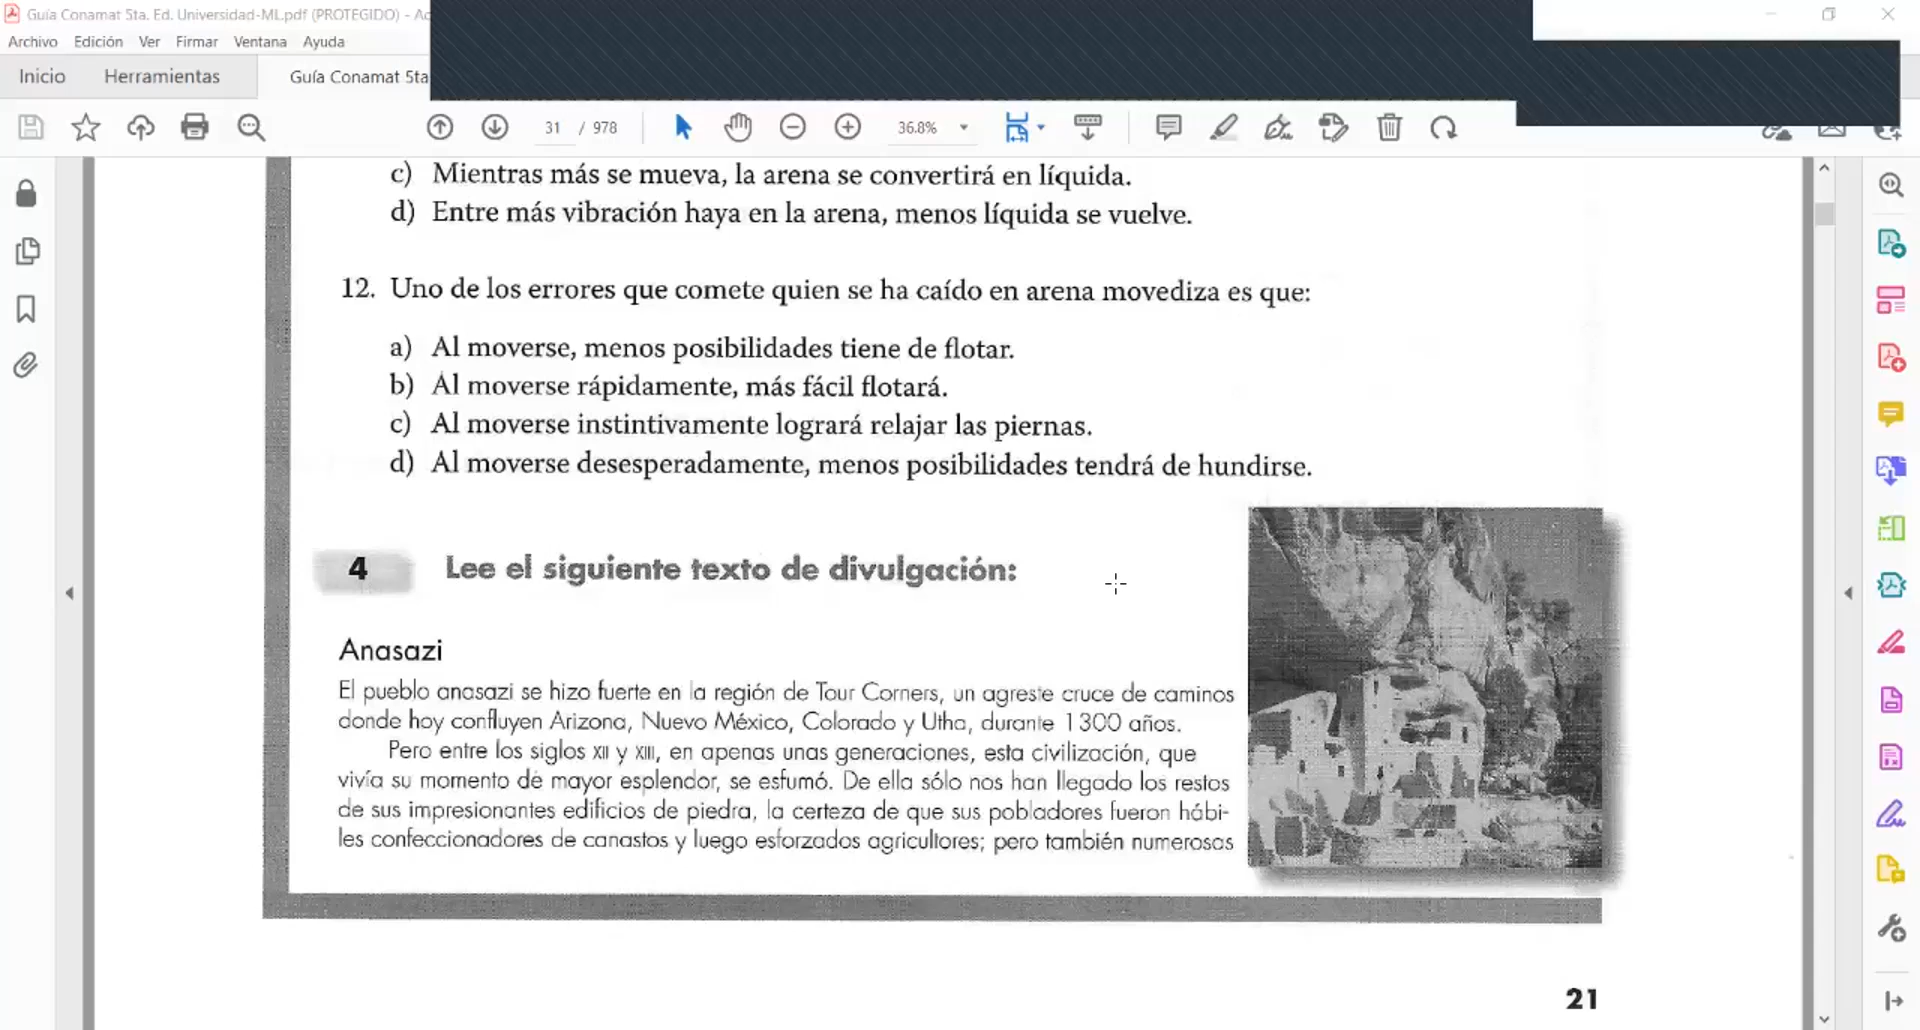 Guía Conamat 5ta. Ed. Universidad-ML.pdf (PROTEGIDO) -
Archivo Edición Ver Firmar Ventana Ayuda
Inicio Herramientas Guía Conamat 5ta
31 / 978 36.8%
c) Mientras más se mueva, la arena se convertirá en líquida.
d) Entre más vibración haya en la arena, menos líquida se vuelve.
12. Uno de los errores que comete quien se ha caído en arena movediza es que:
a) Al moverse, menos posibilidades tiene de flotar.
b) Al moverse rápidamente, más fácil flotará.
c) Al moverse instintivamente logrará relajar las piernas.
d) Al moverse desesperadamente, menos posibilidades tendrá de hundirse.
4 Lee el siguiente texto de divulgación:
Anasazi
El pueblo anasazi se hizo fuerte en la región de Tour Corners, un agreste cruce de caminos
donde hoy confluyen Arizona, Nuevo México, Colorado y Utha, durante 1300 años.
Pero entre los siglos XII y XIII, en apenas unas generaciones, esta civilización, que
vivía su momento de mayor esplendor, se esfumó. De ella sólo nos han llegado los restos
de sus impresionantes edificios de piedra, la certeza de que sus pobladores fueron hábi-
les confeccionadores de canastos y luego esforzados agricultores; pero también numerosos
21